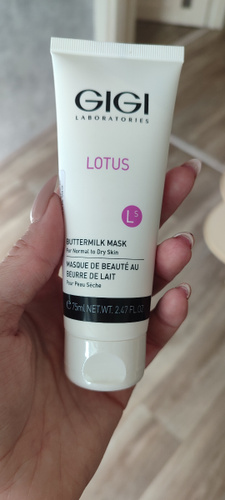 GIGI
LABORATORIES
LOTUS
LS
BUTTERMILK MASK
For Normal to Dry Skin
MASQUE DE BEAUTÉ AU
BEURRE DE LAIT
Pour Peau Sèche
℮ 75ml NET.WT. 2.47 FL.OZ